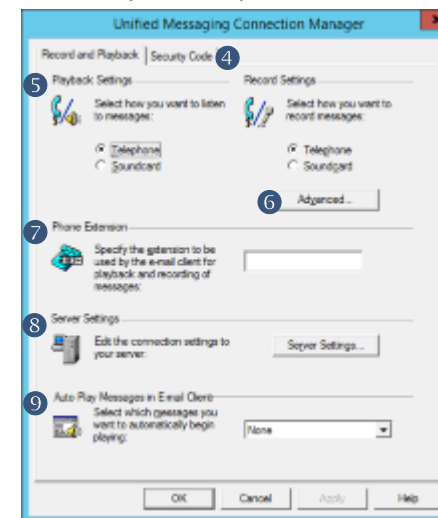 Unified Messaging
Connection Manager
Record and Playback Security Code 4
5 Playback Settings Record Settings
Select how you want to listen to messages:
Select how you want to record messages:
Telephone Telephone
Soundcard Soundcard
6 Advanced...
7 Phone Extension
Specify the extension to be
used by the e-mail client for
playback and recording of
messages:
8 Server Settings
Edit the connection settings to
your server:
Server Settings...
9 Auto Play Messages in E-mail Client
Select which messages you
want to automatically begin
playing:
None
OK Cancel Apply Help